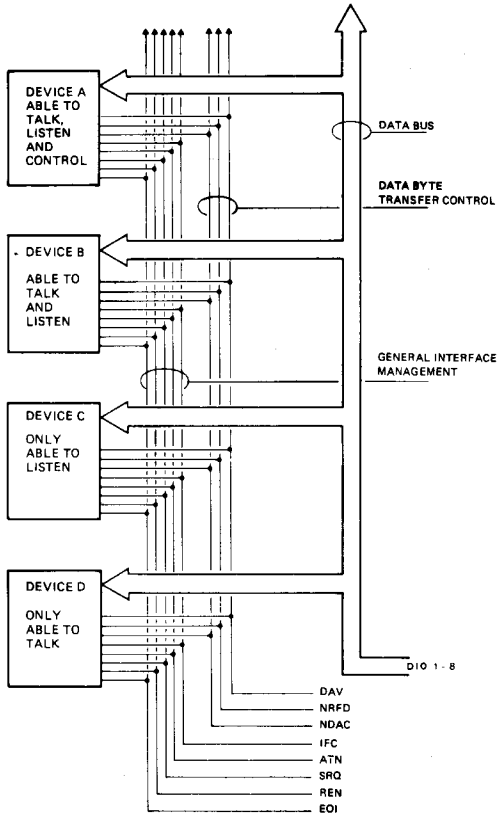 DEVICE A
ABLE TO
TALK,
LISTEN
AND
CONTROL
DATA BUS
DATA BYTE
TRANSFER CONTROL
DEVICE B
ABLE TO
TALK
AND
LISTEN
GENERAL INTERFACE
MANAGEMENT
DEVICE C
ONLY
ABLE TO
LISTEN
DEVICE D
ONLY
ABLE TO
TALK
DIO 1 - 8
DAV
NRFD
NDAC
IFC
ATN
SRQ
REN
EOI